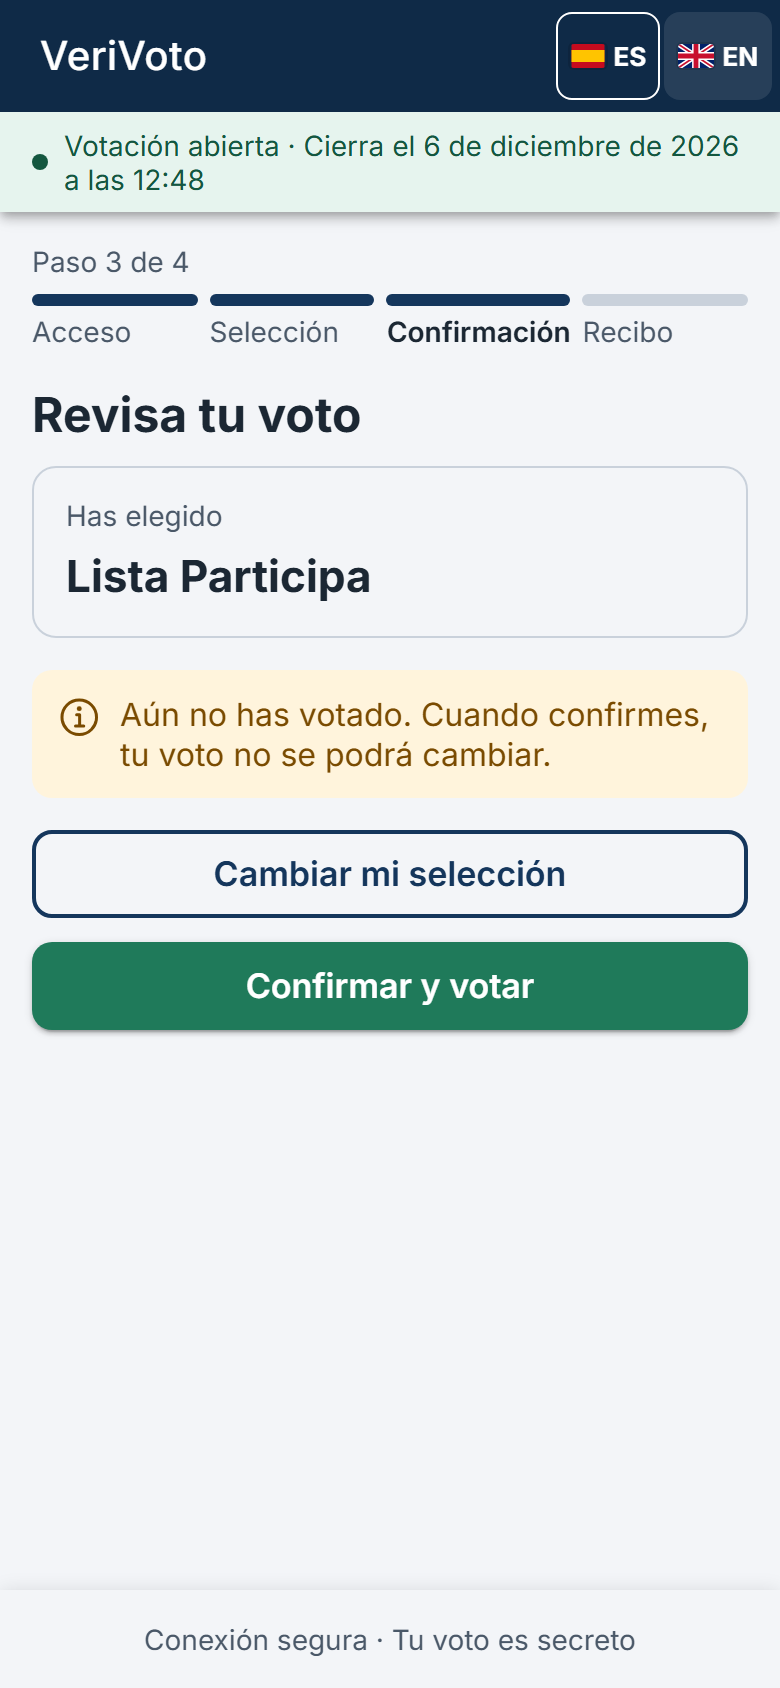 VeriVoto
ES
EN
Votación abierta · Cierra el 6 de diciembre de 2026
a las 12:48
Paso 3 de 4
Acceso
Selección
Confirmación
Recibo
Revisa tu voto
Has elegido
Lista Participa
Aún no has votado. Cuando confirmes,
tu voto no se podrá cambiar.
Cambiar mi selección
Confirmar y votar
Conexión segura · Tu voto es secreto